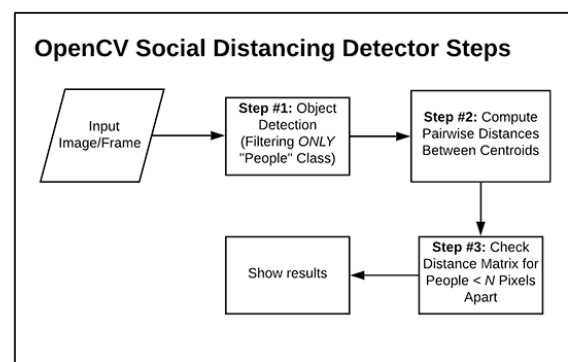 OpenCV Social Distancing Detector Steps
Input
Image/Frame
Step #1: Object
Detection
(Filtering ONLY
"People" Class)
Step #2: Compute
Pairwise Distances
Between Centroids
Step #3: Check
Distance Matrix for
People < N Pixels
Apart
Show results